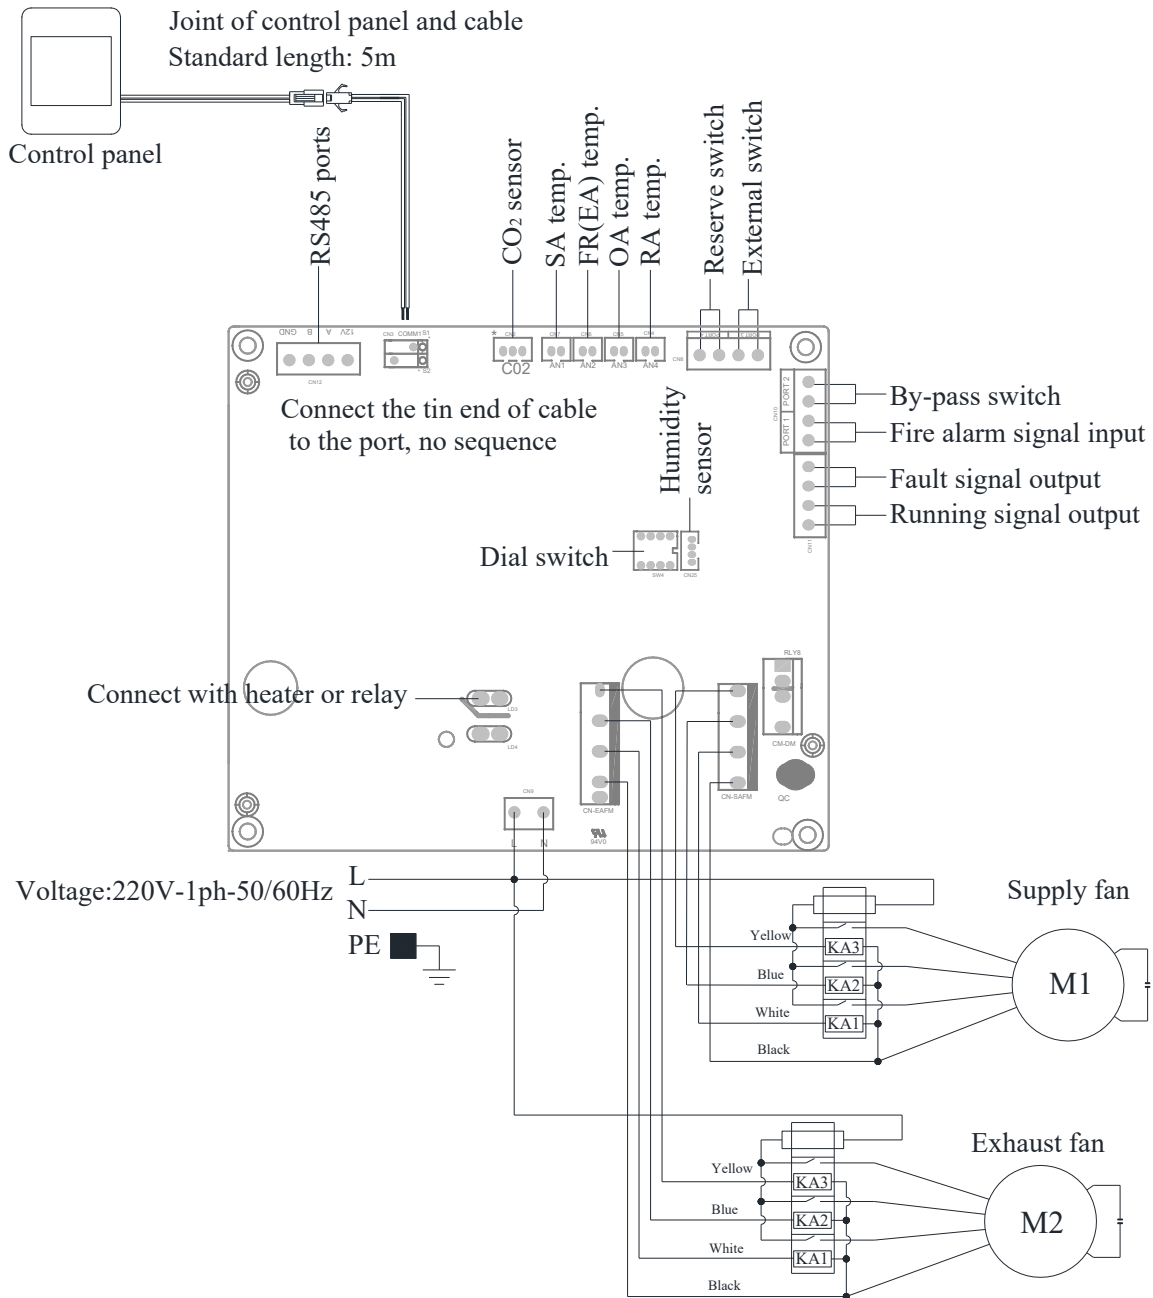 Joint of control panel and cable
Standard length: 5m
Control panel
RS485 ports
CO2 sensor
SA temp.
FR(EA) temp.
OA temp.
RA temp.
Reserve switch
External switch
GND
B
A
12V
CN12
CN3
COMM1
S1
S2
*
C02
CN7
AN1
AN2
CN5
AN3
CN4
AN4
CN8
Connect the tin end of cable
to the port, no sequence
Humidity
sensor
PORT 2
PORT 1
CN10
By-pass switch
Fire alarm signal input
Fault signal output
Running signal output
CN11
Dial switch
SW4
CN25
Connect with heater or relay
LD3
LD4
RLY8
CM-DM
QC
CN-EAFM
CN-SAFM
CN9
L
N
94V0
Voltage:220V-1ph-50/60Hz
L
N
PE
Supply fan
Yellow
KA3
Blue
KA2
White
KA1
Black
M1
Exhaust fan
Yellow
KA3
Blue
KA2
White
KA1
Black
M2